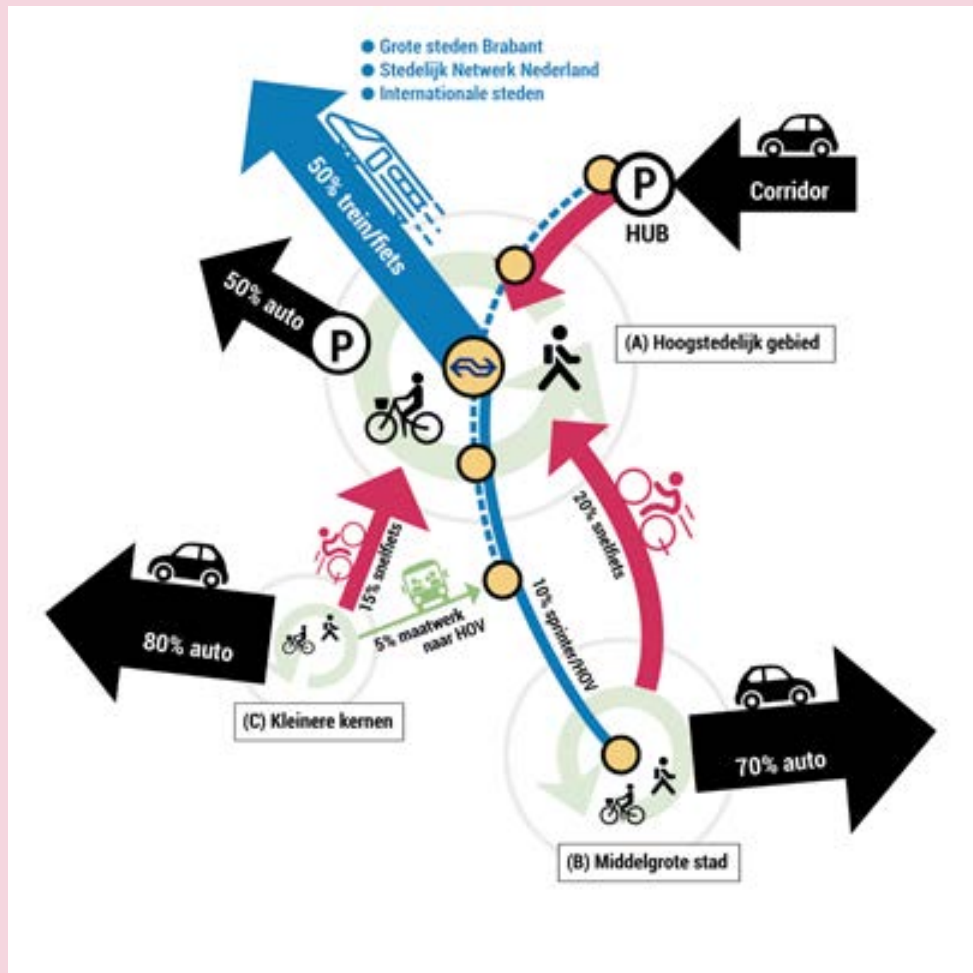 ● Grote steden Brabant
● Stedelijk Netwerk Nederland
● Internationale steden
50% trein/fiets
P
HUB
Corridor
50% auto
P
(A) Hoogstedelijk gebied
15% snelfiets
20% snelfiets
5% maatwerk
naar HOV
10% sprinter/HOV
80% auto
(C) Kleinere kernen
70% auto
(B) Middelgrote stad